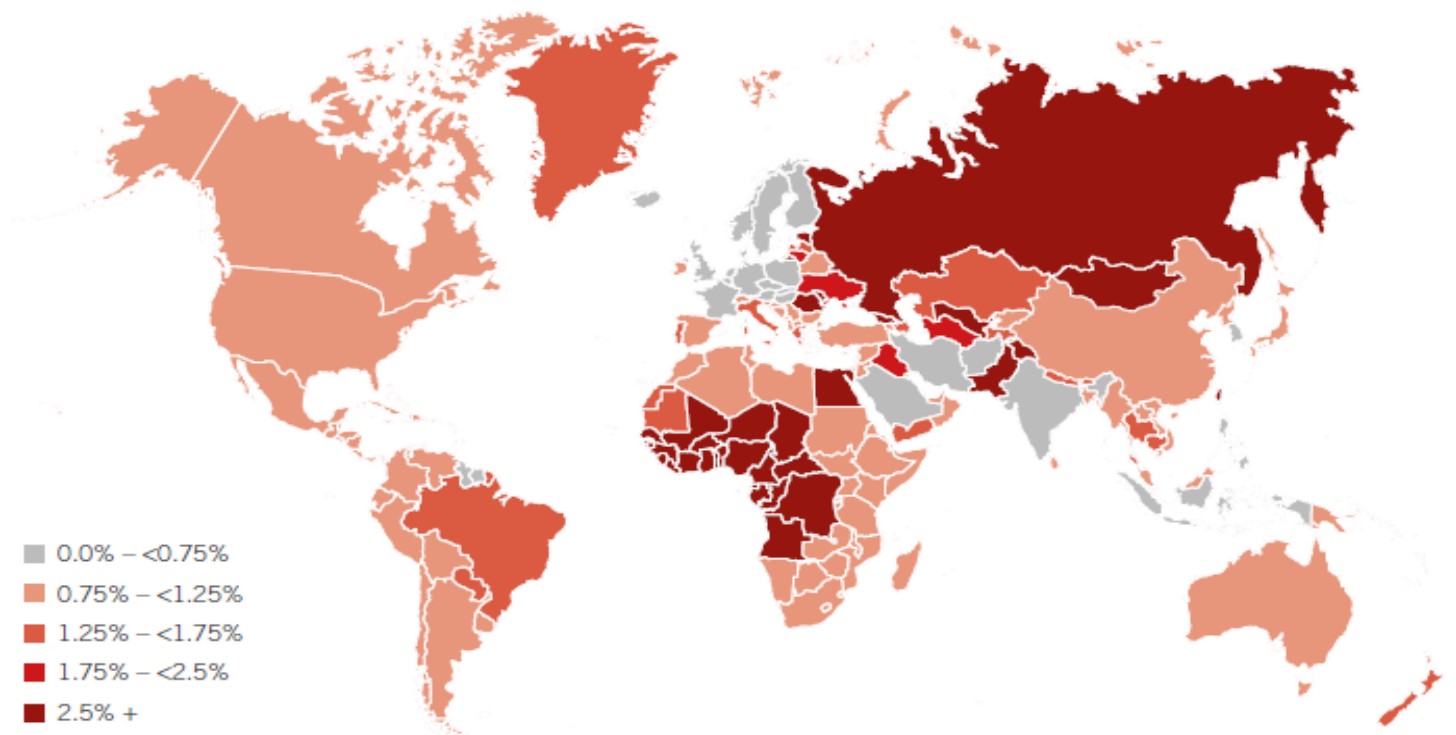 0.0% – <0.75%
0.75% – <1.25%
1.25% – <1.75%
1.75% – <2.5%
2.5% +